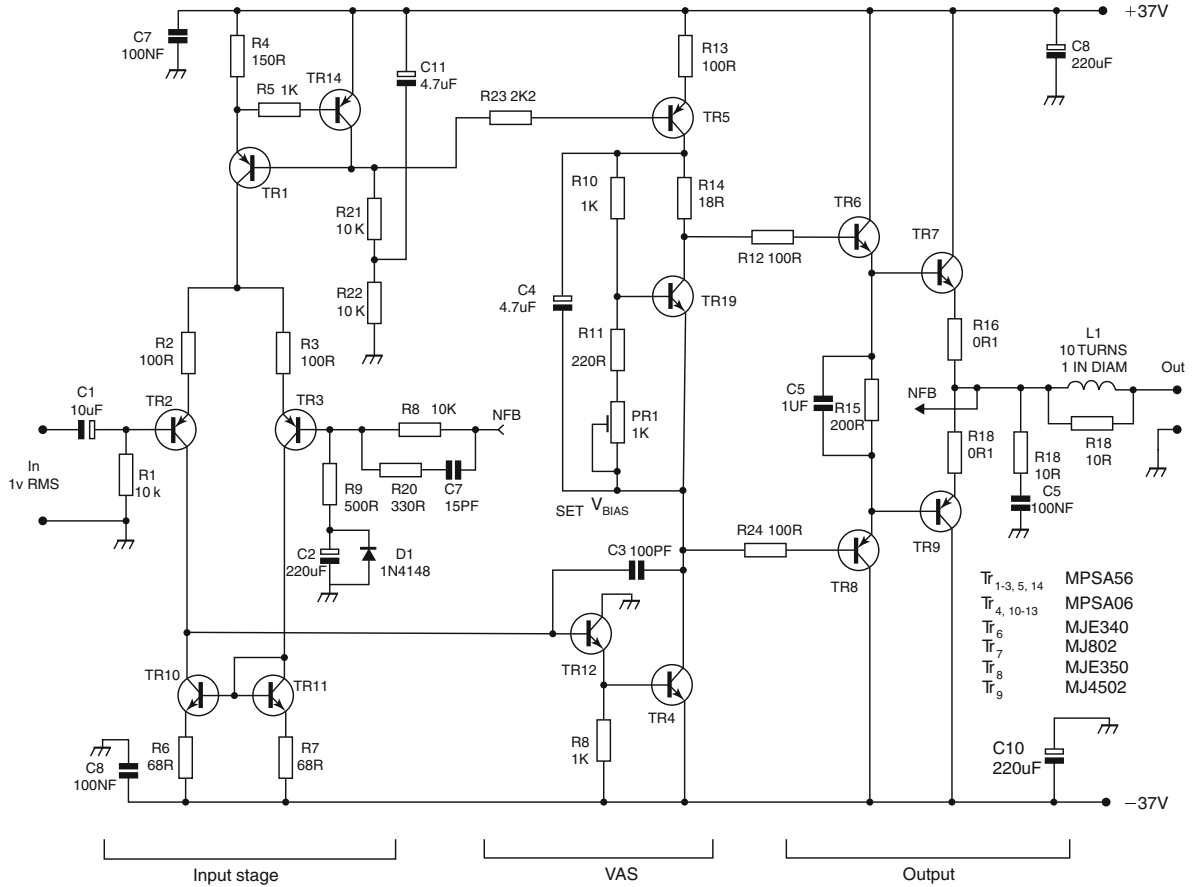 +37V
C7
100NF
R4
150R
R5 1K
TR14
C11
4.7uF
R13
100R
C8
220uF
R23 2K2
TR5
TR1
R10
1K
R14
18R
R21
10 K
TR6
TR7
R12 100R
C4
4.7uF
TR19
R22
10 K
R2
100R
R3
100R
R11
220R
R16
0R1
L1
10 TURNS
1 IN DIAM
Out
C1
10uF
TR2
TR3
R8 10K
NFB
PR1
1K
C5
1UF
R15
200R
NFB
R18
0R1
R18
10R
In
1v RMS
R1
10 k
R9
500R
R20
330R
C7
15PF
SET VBIAS
R18
10R
C5
100NF
R24 100R
TR9
C2
220uF
D1
1N4148
C3 100PF
TR8
Tr1-3, 5, 14 MPSA56
Tr4, 10-13 MPSA06
Tr6 MJE340
Tr7 MJ802
Tr8 MJE350
Tr9 MJ4502
TR12
TR10
TR11
TR4
R6
68R
R7
68R
R8
1K
C8
100NF
C10
220uF
−37V
Input stage
VAS
Output